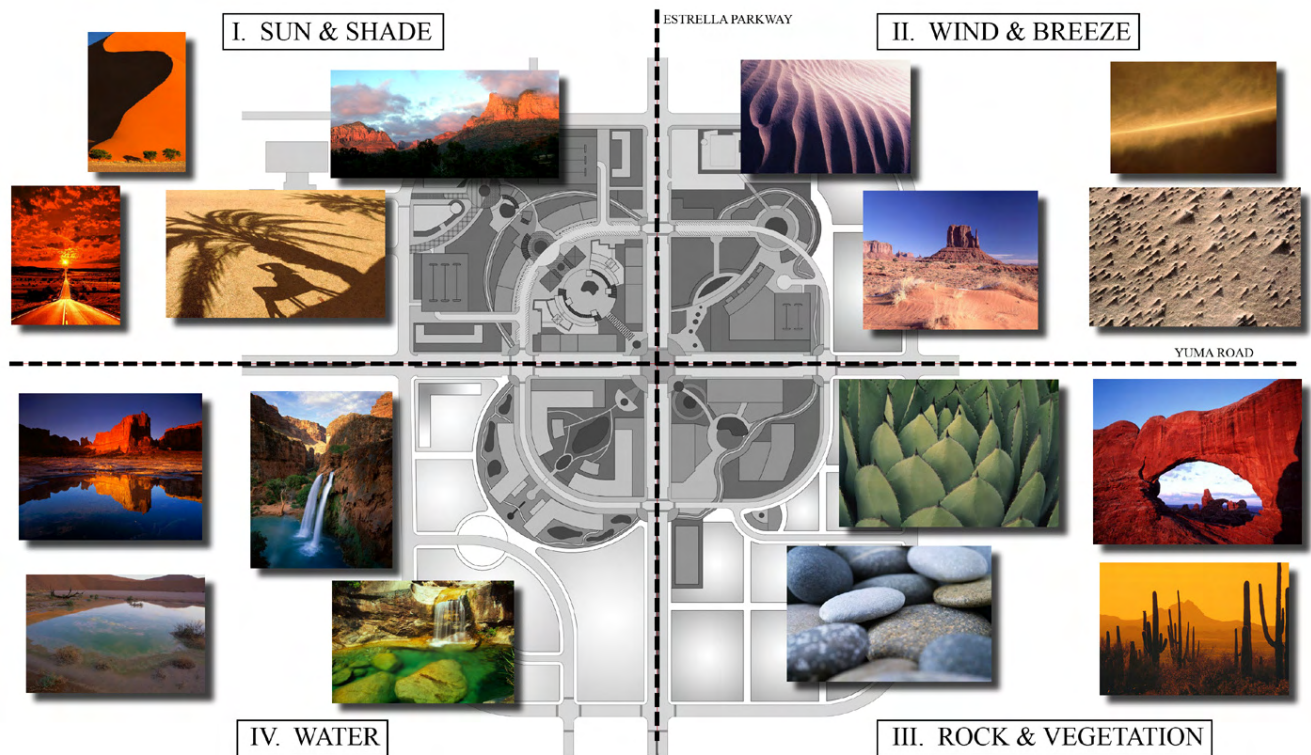 ESTRELLA PARKWAY
I. SUN & SHADE
II. WIND & BREEZE
YUMA ROAD
IV. WATER
III. ROCK & VEGETATION